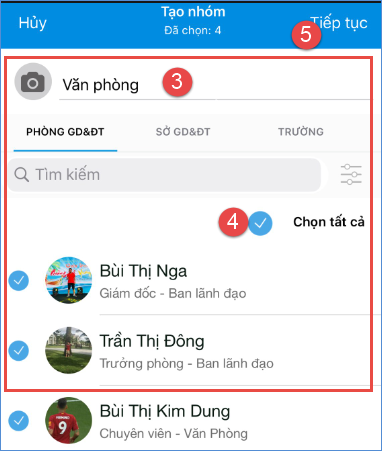 Hủy
Tạo nhóm
Đã chọn: 4
5
Tiếp tục
Văn phòng
3
PHÒNG GD&ĐT
SỞ GD&ĐT
TRƯỜNG
Tìm kiếm
4
Chọn tất cả
Bùi Thị Nga
Giám đốc - Ban lãnh đạo
Trần Thị Đông
Trưởng phòng - Ban lãnh đạo
9
Bùi Thị Kim Dung
Chuyên viên - Văn Phòng